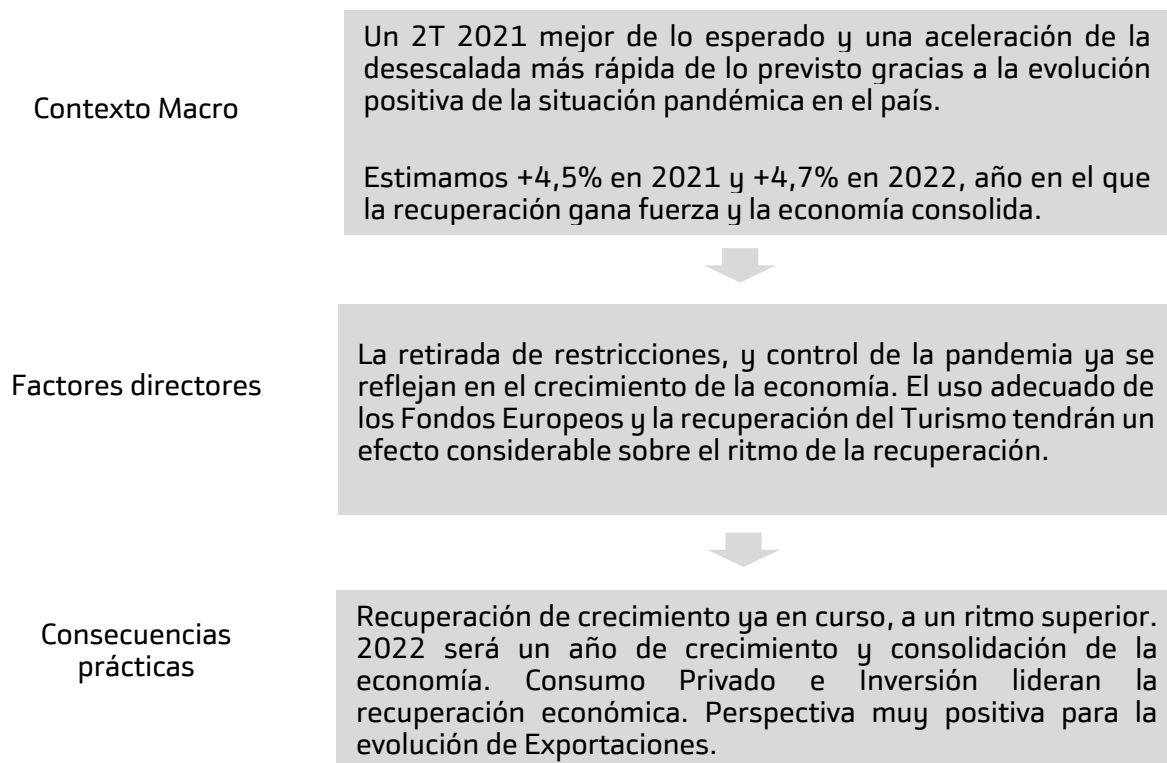 Contexto Macro
Un 2T 2021 mejor de lo esperado y una aceleración de la
desescalada más rápida de lo previsto gracias a la evolución
positiva de la situación pandémica en el país.
Estimamos +4,5% en 2021 y +4,7% en 2022, año en el que
la recuperación gana fuerza y la economía consolida.
Factores directores
La retirada de restricciones, y control de la pandemia ya se
reflejan en el crecimiento de la economía. El uso adecuado de
los Fondos Europeos y la recuperación del Turismo tendrán un
efecto considerable sobre el ritmo de la recuperación.
Consecuencias
prácticas
Recuperación de crecimiento ya en curso, a un ritmo superior.
2022 será un año de crecimiento y consolidación de la
economía. Consumo Privado e Inversión lideran la
recuperación económica. Perspectiva muy positiva para la
evolución de Exportaciones.